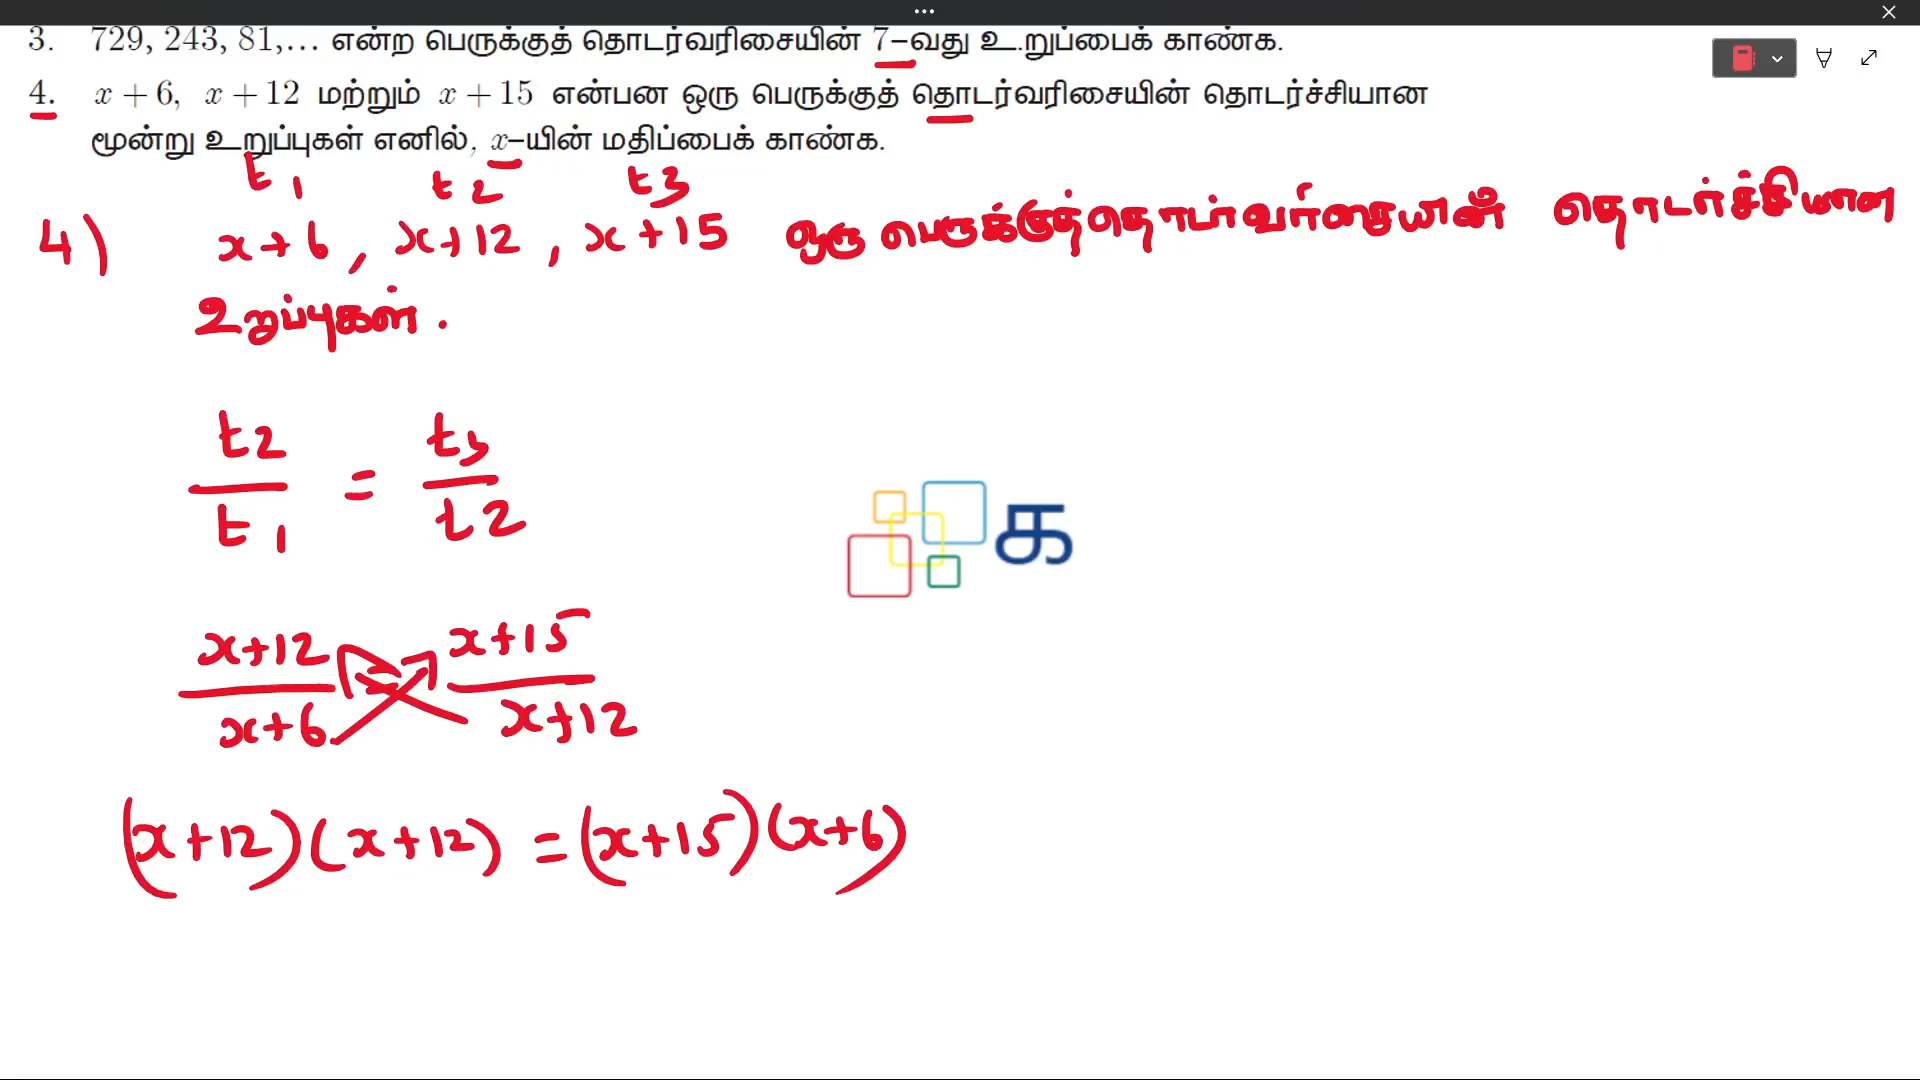 3. 729, 243, 81,... என்ற பெருக்குத் தொடர்வரிசையின் 7–வது உறுப்பைக் காண்க.
4. x + 6, x + 12 மற்றும் x + 15 என்பன ஒரு பெருக்குத் தொடர்வரிசையின் தொடர்ச்சியான
மூன்று உறுப்புகள் எனில், x–யின் மதிப்பைக் காண்க.
t1 t2 t3
4) x+6, x+12, x+15 ஒரு பெருக்குத்தொடர்வரிசையின் தொடர்ச்சியான
உறுப்புகள்.
t2/t1 = t3/t2
x+12/x+6 = x+15/x+12
(x+12)(x+12) = (x+15)(x+6)
க